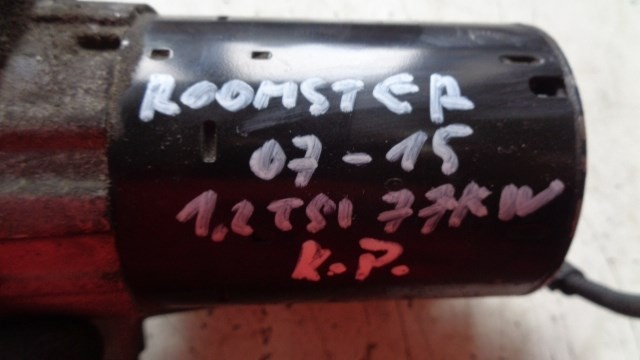 ROOMSTER
07-15
1,2 TSI 77KW
K.P.